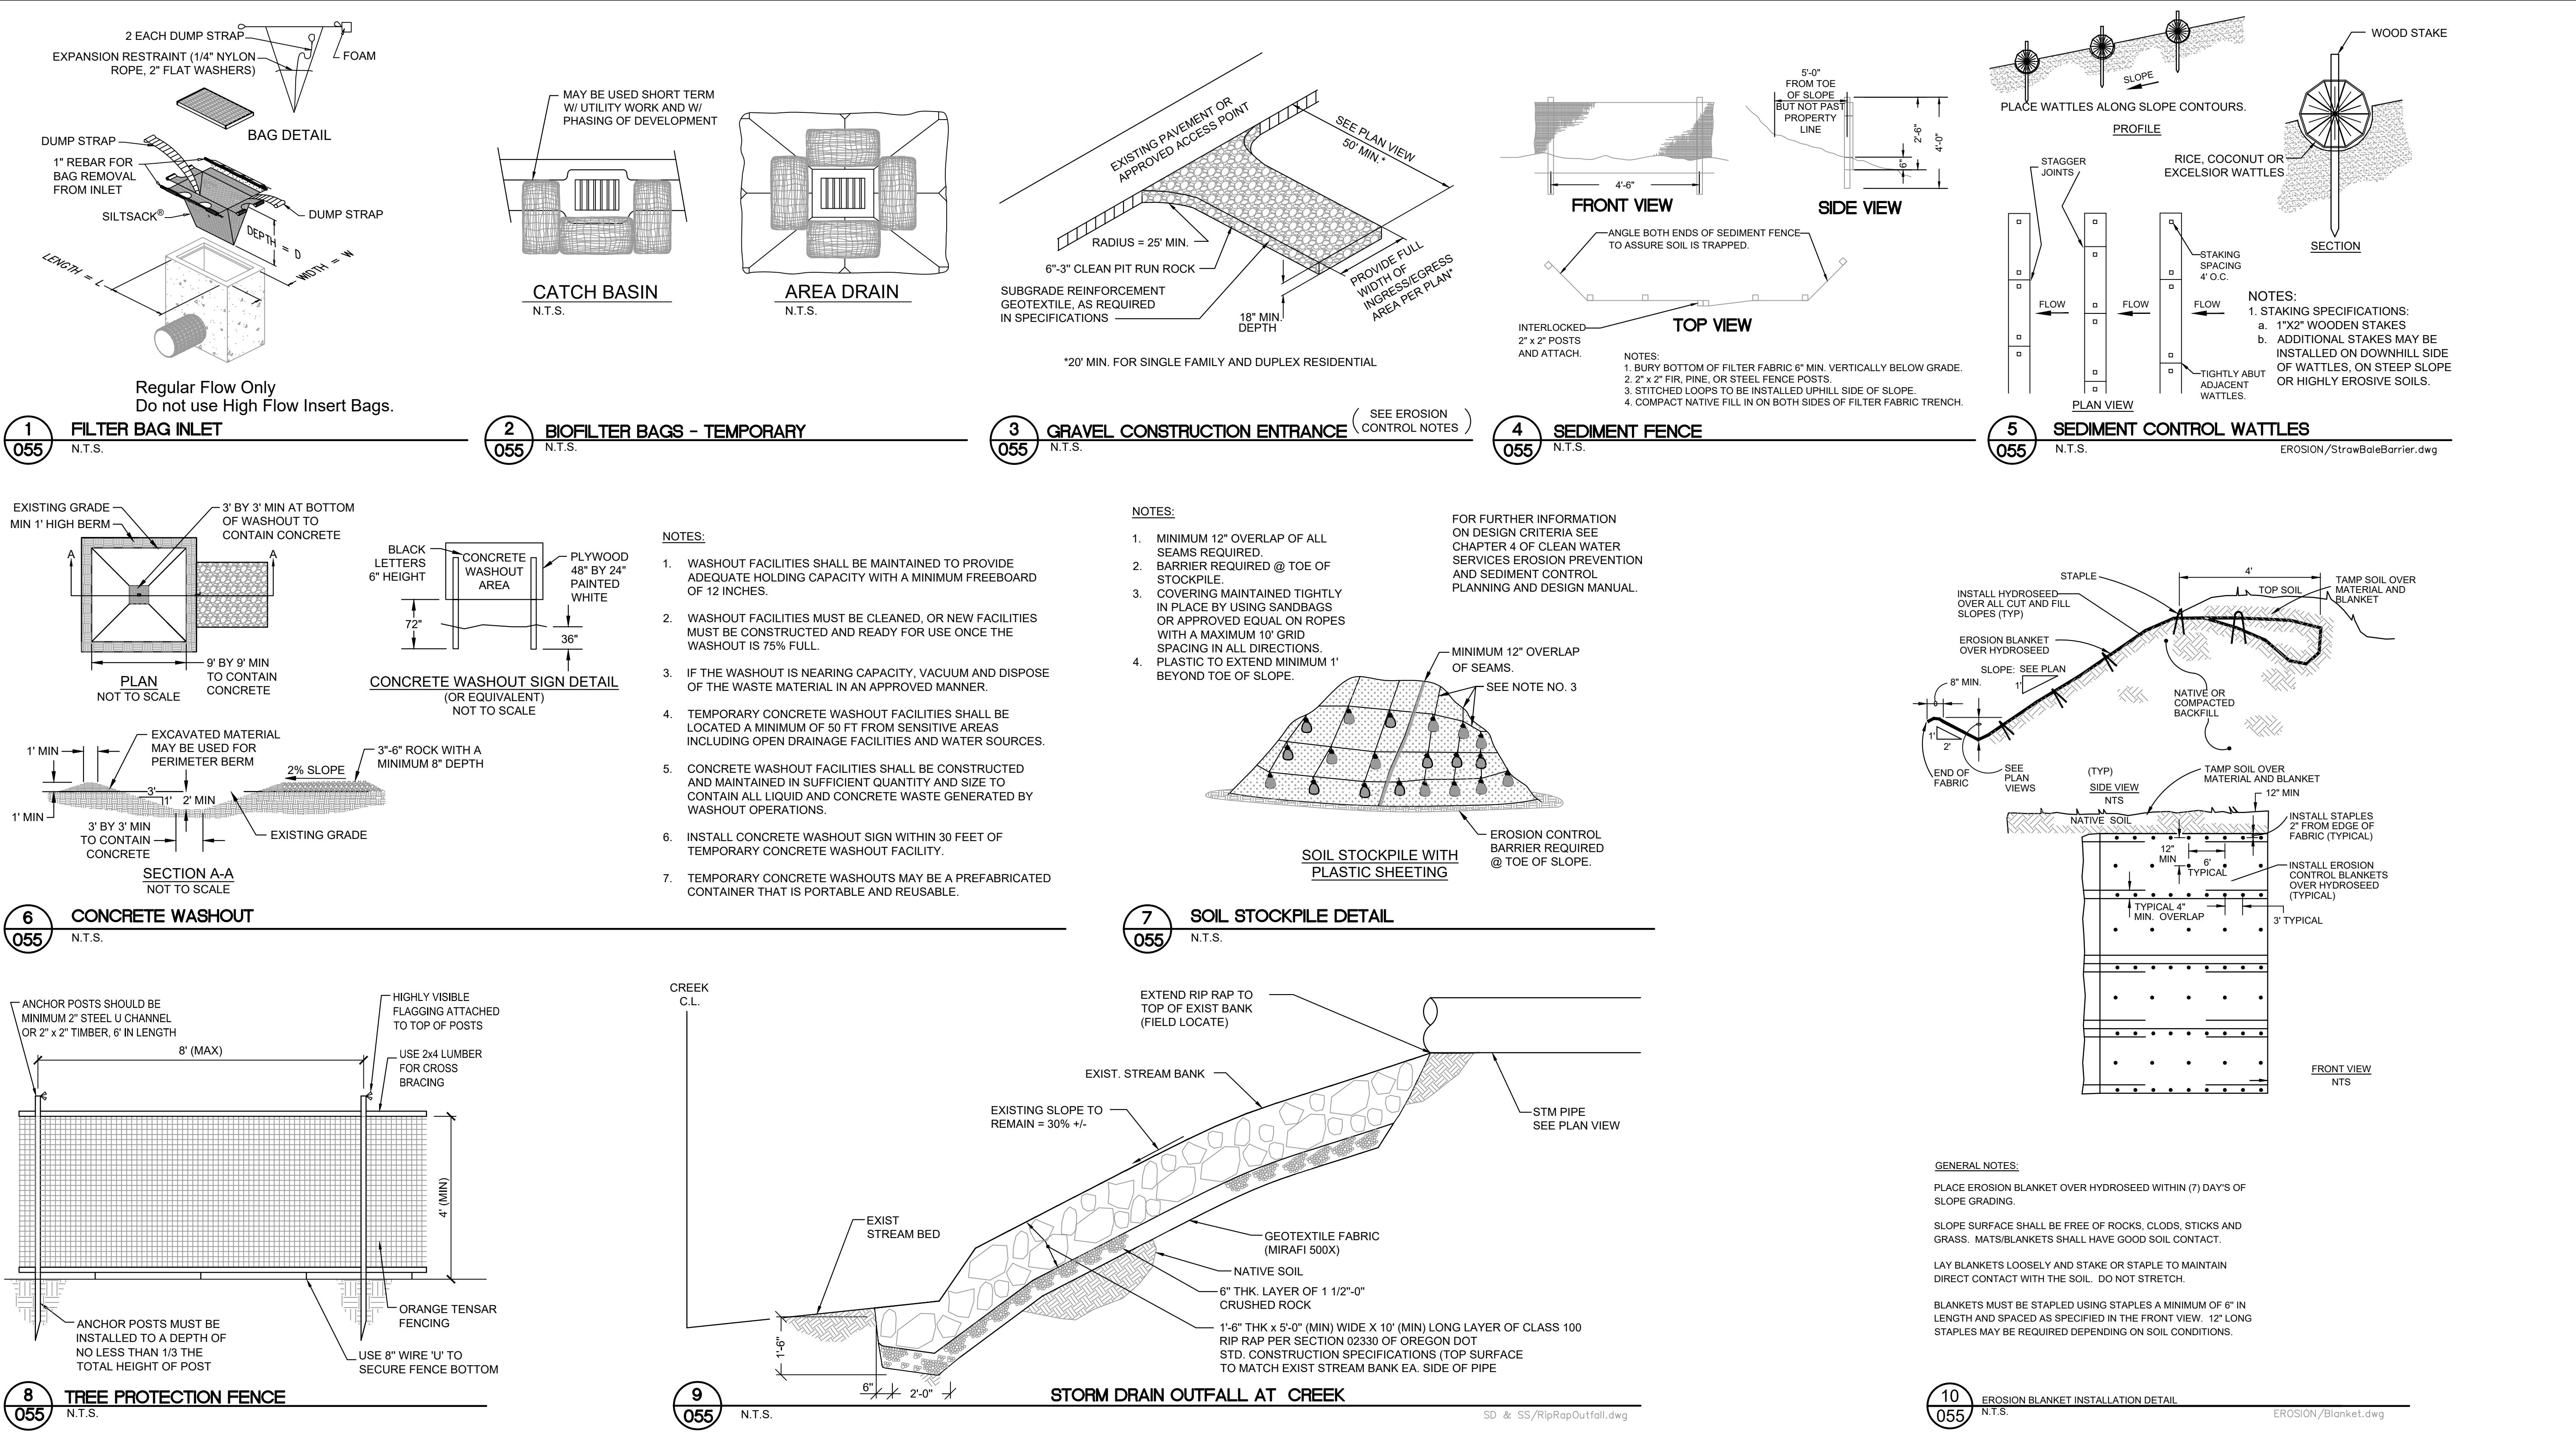 2 EACH DUMP STRAP
EXPANSION RESTRAINT (1/4" NYLON
ROPE, 2" FLAT WASHERS)
FOAM
BAG DETAIL
DUMP STRAP
1" REBAR FOR
BAG REMOVAL
FROM INLET
SILTSACK®
DUMP STRAP
DEPTH = D
LENGTH = L
WIDTH = W
Regular Flow Only
Do not use High Flow Insert Bags.
1
055
FILTER BAG INLET
N.T.S.
MAY BE USED SHORT TERM
W/ UTILITY WORK AND W/
PHASING OF DEVELOPMENT
CATCH BASIN
N.T.S.
AREA DRAIN
N.T.S.
2
055
BIOFILTER BAGS - TEMPORARY
N.T.S.
EXISTING PAVEMENT OR
APPROVED ACCESS POINT
SEE PLAN VIEW
50' MIN.*
RADIUS = 25' MIN.
6"-3" CLEAN PIT RUN ROCK
SUBGRADE REINFORCEMENT
GEOTEXTILE, AS REQUIRED
IN SPECIFICATIONS
18" MIN.
DEPTH
PROVIDE FULL
WIDTH OF
INGRESS/EGRESS
AREA PER PLAN*
*20' MIN. FOR SINGLE FAMILY AND DUPLEX RESIDENTIAL
3
055
GRAVEL CONSTRUCTION ENTRANCE
(SEE EROSION
CONTROL NOTES)
N.T.S.
4'-6"
FRONT VIEW
5'-0"
FROM TOE
OF SLOPE
BUT NOT PAST
PROPERTY
LINE
6"
2'-6"
4'-0"
SIDE VIEW
ANGLE BOTH ENDS OF SEDIMENT FENCE
TO ASSURE SOIL IS TRAPPED.
INTERLOCKED
2" x 2" POSTS
AND ATTACH.
TOP VIEW
NOTES:
1. BURY BOTTOM OF FILTER FABRIC 6" MIN. VERTICALLY BELOW GRADE.
2. 2" x 2" FIR, PINE, OR STEEL FENCE POSTS.
3. STITCHED LOOPS TO BE INSTALLED UPHILL SIDE OF SLOPE.
4. COMPACT NATIVE FILL IN ON BOTH SIDES OF FILTER FABRIC TRENCH.
4
055
SEDIMENT FENCE
N.T.S.
SLOPE
PLACE WATTLES ALONG SLOPE CONTOURS.
PROFILE
WOOD STAKE
RICE, COCONUT OR
EXCELSIOR WATTLES
SECTION
STAGGER
JOINTS
STAKING
SPACING
4' O.C.
FLOW
FLOW
FLOW
TIGHTLY ABUT
ADJACENT
WATTLES.
PLAN VIEW
NOTES:
1. STAKING SPECIFICATIONS:
a. 1"X2" WOODEN STAKES
b. ADDITIONAL STAKES MAY BE
INSTALLED ON DOWNHILL SIDE
OF WATTLES, ON STEEP SLOPE
OR HIGHLY EROSIVE SOILS.
5
055
SEDIMENT CONTROL WATTLES
N.T.S.
EROSION/StrawBaleBarrier.dwg
EXISTING GRADE
MIN 1' HIGH BERM
3' BY 3' MIN AT BOTTOM
OF WASHOUT TO
CONTAIN CONCRETE
A
A
9' BY 9' MIN
TO CONTAIN
CONCRETE
PLAN
NOT TO SCALE
BLACK
LETTERS
6" HEIGHT
CONCRETE
WASHOUT
AREA
PLYWOOD
48" BY 24"
PAINTED
WHITE
72"
36"
CONCRETE WASHOUT SIGN DETAIL
(OR EQUIVALENT)
NOT TO SCALE
1' MIN
EXCAVATED MATERIAL
MAY BE USED FOR
PERIMETER BERM
3"-6" ROCK WITH A
MINIMUM 8" DEPTH
2% SLOPE
3'
1'
2' MIN
1' MIN
3' BY 3' MIN
TO CONTAIN
CONCRETE
EXISTING GRADE
SECTION A-A
NOT TO SCALE
NOTES:
1. WASHOUT FACILITIES SHALL BE MAINTAINED TO PROVIDE
ADEQUATE HOLDING CAPACITY WITH A MINIMUM FREEBOARD
OF 12 INCHES.
2. WASHOUT FACILITIES MUST BE CLEANED, OR NEW FACILITIES
MUST BE CONSTRUCTED AND READY FOR USE ONCE THE
WASHOUT IS 75% FULL.
3. IF THE WASHOUT IS NEARING CAPACITY, VACUUM AND DISPOSE
OF THE WASTE MATERIAL IN AN APPROVED MANNER.
4. TEMPORARY CONCRETE WASHOUT FACILITIES SHALL BE
LOCATED A MINIMUM OF 50 FT FROM SENSITIVE AREAS
INCLUDING OPEN DRAINAGE FACILITIES AND WATER SOURCES.
5. CONCRETE WASHOUT FACILITIES SHALL BE CONSTRUCTED
AND MAINTAINED IN SUFFICIENT QUANTITY AND SIZE TO
CONTAIN ALL LIQUID AND CONCRETE WASTE GENERATED BY
WASHOUT OPERATIONS.
6. INSTALL CONCRETE WASHOUT SIGN WITHIN 30 FEET OF
TEMPORARY CONCRETE WASHOUT FACILITY.
7. TEMPORARY CONCRETE WASHOUTS MAY BE A PREFABRICATED
CONTAINER THAT IS PORTABLE AND REUSABLE.
6
055
CONCRETE WASHOUT
N.T.S.
NOTES:
1. MINIMUM 12" OVERLAP OF ALL
SEAMS REQUIRED.
2. BARRIER REQUIRED @ TOE OF
STOCKPILE.
3. COVERING MAINTAINED TIGHTLY
IN PLACE BY USING SANDBAGS
OR APPROVED EQUAL ON ROPES
WITH A MAXIMUM 10' GRID
SPACING IN ALL DIRECTIONS.
4. PLASTIC TO EXTEND MINIMUM 1'
BEYOND TOE OF SLOPE.
FOR FURTHER INFORMATION
ON DESIGN CRITERIA SEE
CHAPTER 4 OF CLEAN WATER
SERVICES EROSION PREVENTION
AND SEDIMENT CONTROL
PLANNING AND DESIGN MANUAL.
MINIMUM 12" OVERLAP
OF SEAMS.
SEE NOTE NO. 3
EROSION CONTROL
BARRIER REQUIRED
@ TOE OF SLOPE.
SOIL STOCKPILE WITH
PLASTIC SHEETING
7
055
SOIL STOCKPILE DETAIL
N.T.S.
STAPLE
4'
TAMP SOIL OVER
MATERIAL AND
BLANKET
TOP SOIL
INSTALL HYDROSEED
OVER ALL CUT AND FILL
SLOPES (TYP)
EROSION BLANKET
OVER HYDROSEED
SLOPE: SEE PLAN
1'
8" MIN.
NATIVE OR
COMPACTED
BACKFILL
1'
2'
END OF
FABRIC
SEE
PLAN
VIEWS
(TYP)
SIDE VIEW
NTS
TAMP SOIL OVER
MATERIAL AND BLANKET
12" MIN
NATIVE SOIL
INSTALL STAPLES
2" FROM EDGE OF
FABRIC (TYPICAL)
12"
MIN
6'
TYPICAL
INSTALL EROSION
CONTROL BLANKETS
OVER HYDROSEED
(TYPICAL)
TYPICAL 4"
MIN. OVERLAP
3' TYPICAL
FRONT VIEW
NTS
GENERAL NOTES:
PLACE EROSION BLANKET OVER HYDROSEED WITHIN (7) DAY'S OF
SLOPE GRADING.
SLOPE SURFACE SHALL BE FREE OF ROCKS, CLODS, STICKS AND
GRASS. MATS/BLANKETS SHALL HAVE GOOD SOIL CONTACT.
LAY BLANKETS LOOSELY AND STAKE OR STAPLE TO MAINTAIN
DIRECT CONTACT WITH THE SOIL. DO NOT STRETCH.
BLANKETS MUST BE STAPLED USING STAPLES A MINIMUM OF 6" IN
LENGTH AND SPACED AS SPECIFIED IN THE FRONT VIEW. 12" LONG
STAPLES MAY BE REQUIRED DEPENDING ON SOIL CONDITIONS.
10
055
EROSION BLANKET INSTALLATION DETAIL
N.T.S.
EROSION/Blanket.dwg
ANCHOR POSTS SHOULD BE
MINIMUM 2" STEEL U CHANNEL
OR 2" x 2" TIMBER, 6' IN LENGTH
HIGHLY VISIBLE
FLAGGING ATTACHED
TO TOP OF POSTS
8' (MAX)
USE 2x4 LUMBER
FOR CROSS
BRACING
4' (MIN)
ORANGE TENSAR
FENCING
ANCHOR POSTS MUST BE
INSTALLED TO A DEPTH OF
NO LESS THAN 1/3 THE
TOTAL HEIGHT OF POST
USE 8" WIRE 'U' TO
SECURE FENCE BOTTOM
8
055
TREE PROTECTION FENCE
N.T.S.
CREEK
C.L.
EXTEND RIP RAP TO
TOP OF EXIST BANK
(FIELD LOCATE)
EXIST. STREAM BANK
EXISTING SLOPE TO
REMAIN = 30% +/-
STM PIPE
SEE PLAN VIEW
EXIST
STREAM BED
GEOTEXTILE FABRIC
(MIRAFI 500X)
NATIVE SOIL
6" THK. LAYER OF 1 1/2"-0"
CRUSHED ROCK
1'-6" THK x 5'-0" (MIN) WIDE X 10' (MIN) LONG LAYER OF CLASS 100
RIP RAP PER SECTION 02330 OF OREGON DOT
STD. CONSTRUCTION SPECIFICATIONS (TOP SURFACE
TO MATCH EXIST STREAM BANK EA. SIDE OF PIPE
1'-6"
6"
2'-0"
9
055
STORM DRAIN OUTFALL AT CREEK
N.T.S.
SD & SS/RipRapOutfall.dwg